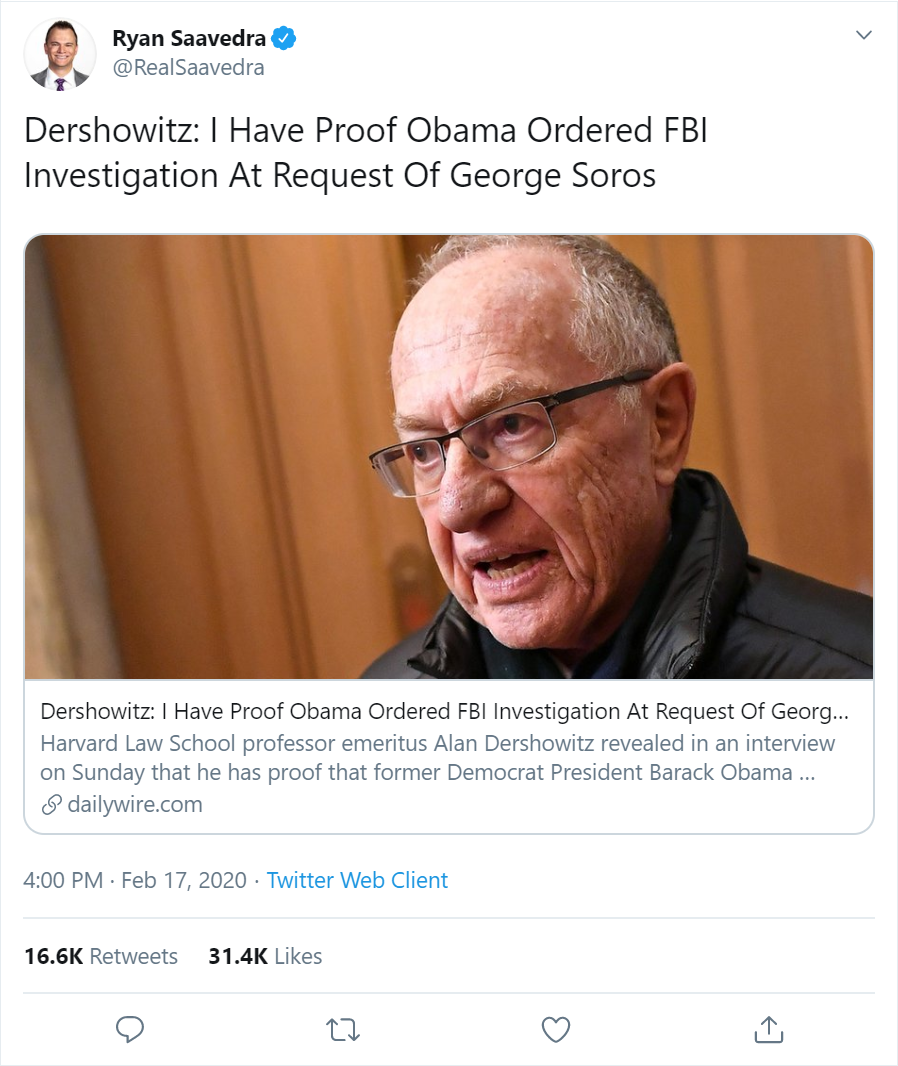 Ryan Saavedra
@RealSaavedra
Dershowitz: I Have Proof Obama Ordered FBI
Investigation At Request Of George Soros
Dershowitz: I Have Proof Obama Ordered FBI Investigation At Request Of Georg...
Harvard Law School professor emeritus Alan Dershowitz revealed in an interview
on Sunday that he has proof that former Democrat President Barack Obama ...
dailywire.com
4:00 PM · Feb 17, 2020 · Twitter Web Client
16.6K Retweets 31.4K Likes